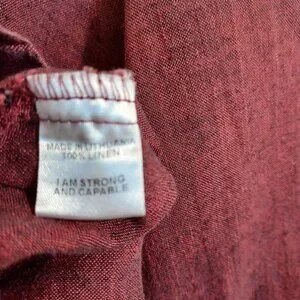 MADE IN LITHUANIA
100% LINEN
I AM STRONG
AND CAPABLE